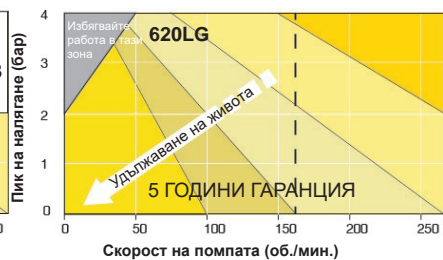 Избягвайте
работа в тази
зона
620LG
Пик на налягане (бар)
4
3
2
1
0
Удължаване на живота
5 ГОДИНИ ГАРАНЦИЯ
0 50 100 150 200 250
Скорост на помпата (об./мин.)